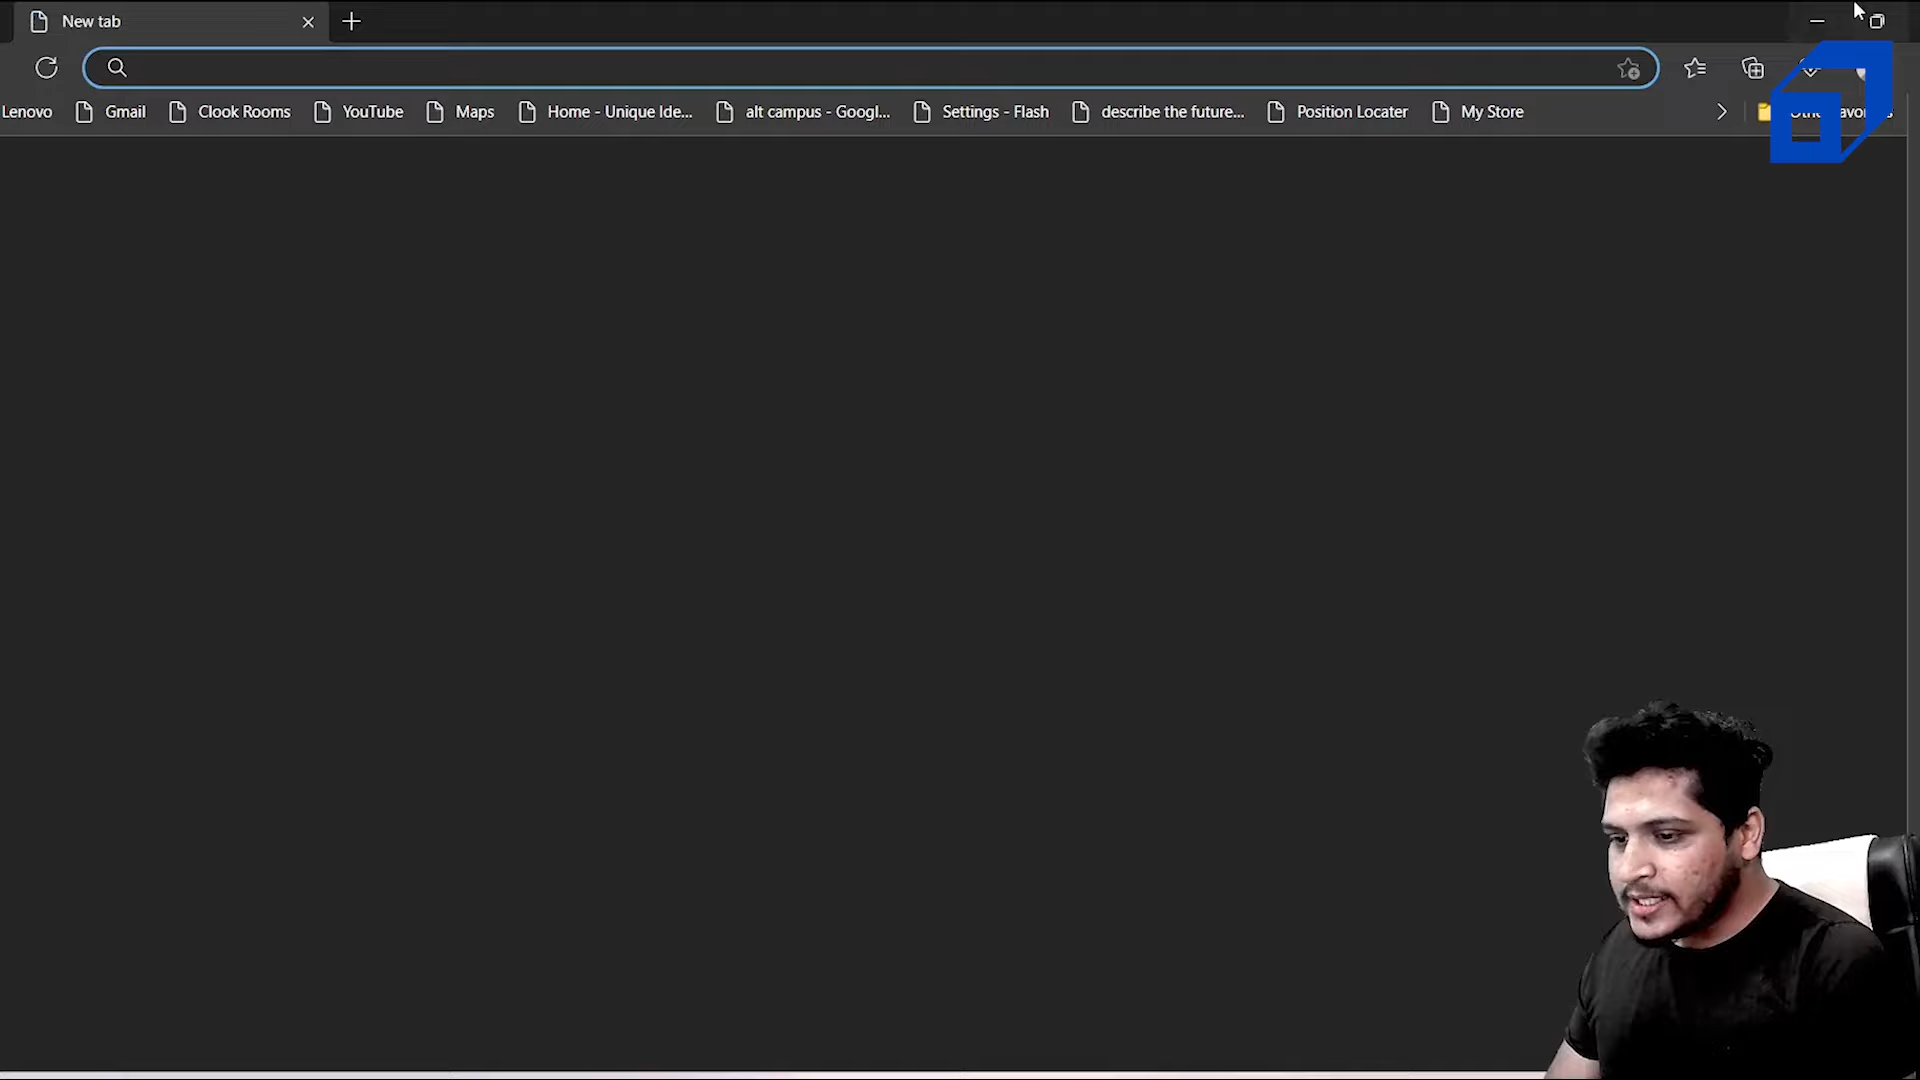 New tab
Lenovo Gmail Clook Rooms YouTube Maps Home - Unique Ide... alt campus - Googl... Settings - Flash describe the future... Position Locater My Store